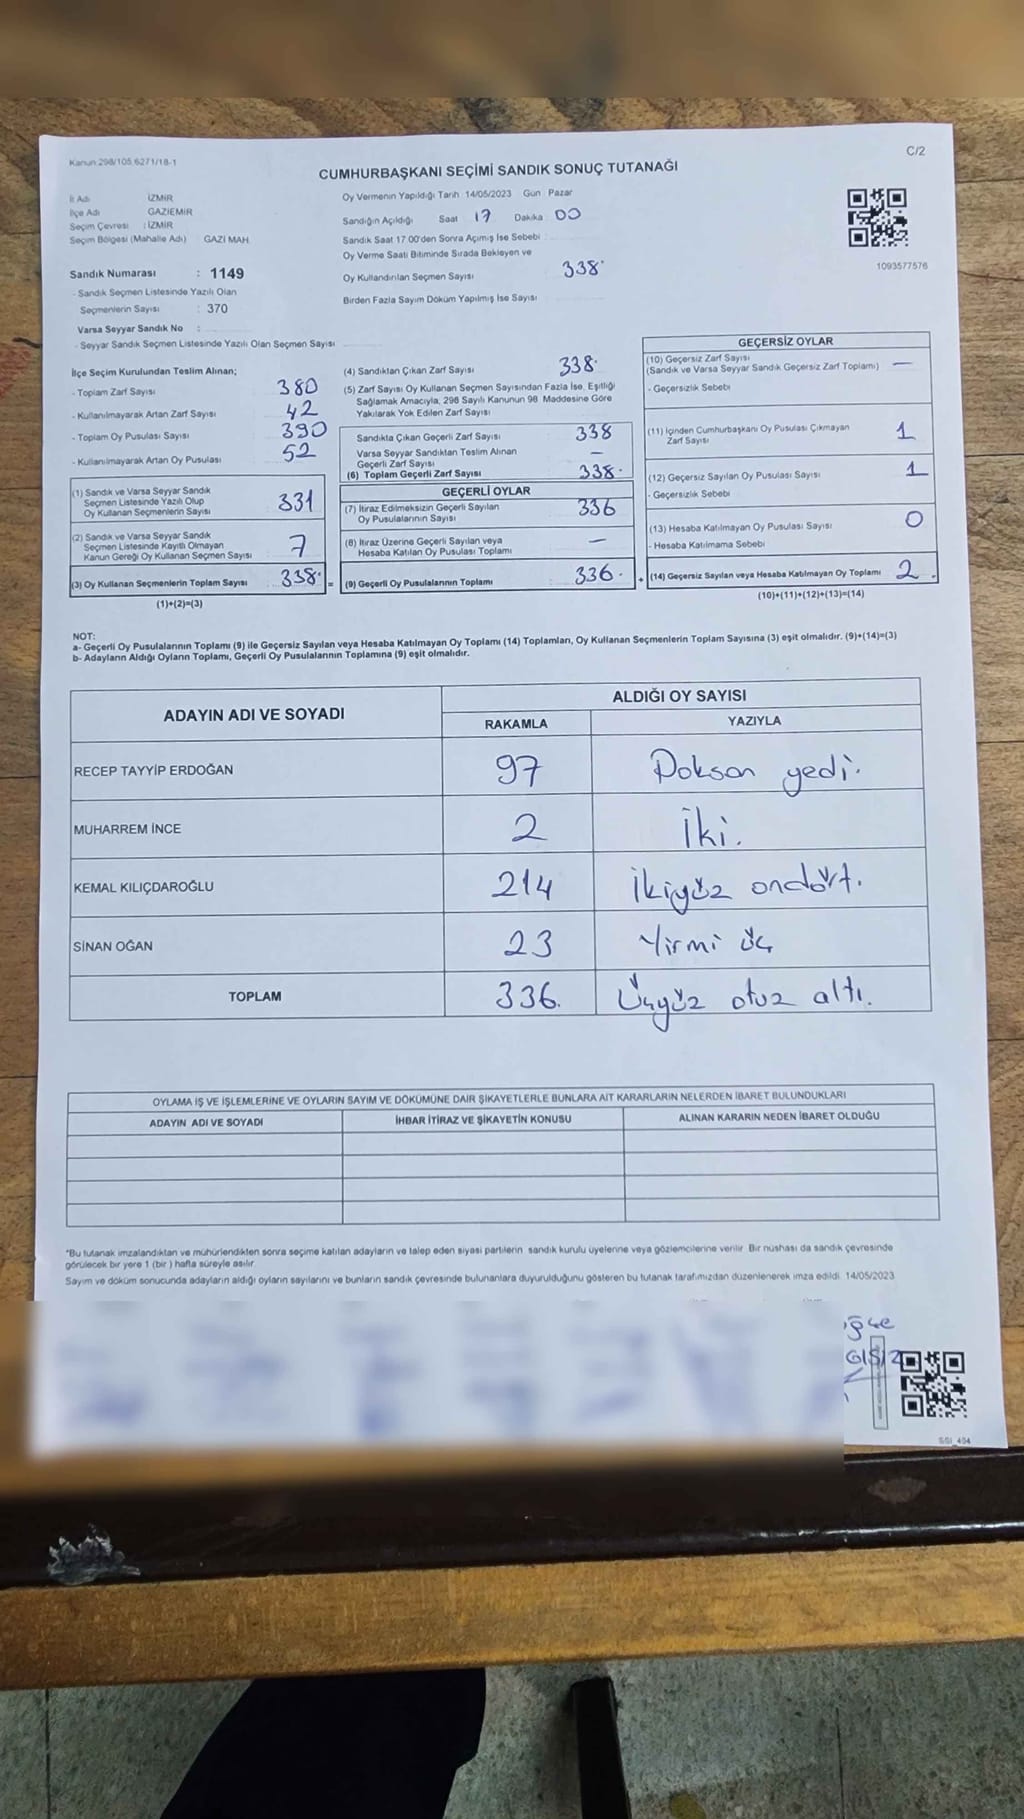 Kanun:298/105,6271/18-1
C/2
CUMHURBAŞKANI SEÇİMİ SANDIK SONUÇ TUTANAĞI
İl Adı İZMİR
İlçe Adı GAZİEMİR
Seçim Çevresi : İZMİR
Seçim Bölgesi (Mahalle Adı) GAZİ MAH.
Sandık Numarası : 1149
- Sandık Seçmen Listesinde Yazılı Olan
Seçmenlerin Sayısı : 370
Varsa Seyyar Sandık No :
- Seyyar Sandık Seçmen Listesinde Yazılı Olan Seçmen Sayısı
Oy Vermenin Yapıldığı Tarih 14/05/2023 Gün Pazar
Sandığın Açıldığı Saat 17 Dakika 00
Sandık Saat 17 00'den Sonra Açımış İse Sebebi :
Oy Verme Saati Bitiminde Sırada Bekleyen ve
Oy Kullandırılan Seçmen Sayısı 338
Birden Fazla Sayım Döküm Yapılmış İse Sayısı
1093577576
İlçe Seçim Kurulundan Teslim Alınan;
- Toplam Zarf Sayısı 380
- Kullanılmayarak Artan Zarf Sayısı 42
- Toplam Oy Pusulası Sayısı 390
- Kullanılmayarak Artan Oy Pusulası 52
(1) Sandık ve Varsa Seyyar Sandık
Seçmen Listesinde Yazılı Olup
Oy Kullanan Seçmenlerin Sayısı 331
(2) Sandık ve Varsa Seyyar Sandık
Seçmen Listesinde Kayıtlı Olmayan
Kanun Gereği Oy Kullanan Seçmen Sayısı 7
(3) Oy Kullanan Seçmenlerin Toplam Sayısı 338. =
(1)+(2)=(3)
(4) Sandıktan Çıkan Zarf Sayısı 338.
(5) Zarf Sayısı Oy Kullanan Seçmen Sayısından Fazla İse, Eşitliği
Sağlamak Amacıyla, 298 Sayılı Kanunun 98. Maddesine Göre
Yakılarak Yok Edilen Zarf Sayısı
Sandıkta Çıkan Geçerli Zarf Sayısı 338
Varsa Seyyar Sandıktan Teslim Alınan
Geçerli Zarf Sayısı —
(6) Toplam Geçerli Zarf Sayısı 338.
GEÇERLİ OYLAR
(7) İtiraz Edilmeksizin Geçerli Sayılan
Oy Pusulalarının Sayısı 336
(8) İtiraz Üzerine Geçerli Sayılan veya
Hesaba Katılan Oy Pusulası Toplamı —
(9) Geçerli Oy Pusulalarının Toplamı : 336. +
GEÇERSİZ OYLAR
(10) Geçersiz Zarf Sayısı
(Sandık ve Varsa Seyyar Sandık Geçersiz Zarf Toplamı) —
- Geçersizlik Sebebi
(11) İçinden Cumhurbaşkanı Oy Pusulası Çıkmayan
Zarf Sayısı 1
(12) Geçersiz Sayılan Oy Pusulası Sayısı 1
- Geçersizlik Sebebi
(13) Hesaba Katılmayan Oy Pusulası Sayısı 0
- Hesaba Katılmama Sebebi
(14) Geçersiz Sayılan veya Hesaba Katılmayan Oy Toplamı 2.
(10)+(11)+(12)+(13)=(14)
NOT:
a- Geçerli Oy Pusulalarının Toplamı (9) ile Geçersiz Sayılan veya Hesaba Katılmayan Oy Toplamı (14) Toplamları, Oy Kullanan Seçmenlerin Toplam Sayısına (3) eşit olmalıdır. (9)+(14)=(3)
b- Adayların Aldığı Oyların Toplamı, Geçerli Oy Pusulalarının Toplamına (9) eşit olmalıdır.
ADAYIN ADI VE SOYADI
ALDIĞI OY SAYISI
RAKAMLA YAZIYLA
RECEP TAYYİP ERDOĞAN 97 Doksan yedi.
MUHARREM İNCE 2 İki.
KEMAL KILIÇDAROĞLU 214 İkiyüz ondört.
SİNAN OĞAN 23 Yirmi üç
TOPLAM 336. Üçyüz otuz altı.
OYLAMA İŞ VE İŞLEMLERİNE VE OYLARIN SAYIM VE DÖKÜMÜNE DAİR ŞİKAYETLERLE BUNLARA AİT KARARLARIN NELERDEN İBARET BULUNDUKLARI
ADAYIN ADI VE SOYADI İHBAR İTİRAZ VE ŞİKAYETİN KONUSU ALINAN KARARIN NEDEN İBARET OLDUĞU
*Bu tutanak imzalandıktan ve mühürlendikten sonra seçime katılan adayların ve talep eden siyasi partilerin sandık kurulu üyelerine veya gözlemcilerine verilir. Bir nüshası da sandık çevresinde
görülecek bir yere 1 (bir ) hafta süreyle asılır.
Sayım ve döküm sonucunda adayların aldığı oyların sayılarını ve bunların sandık çevresinde bulunanlara duyurulduğunu gösteren bu tutanak tarafımızdan düzenlenerek imza edildi. 14/05/2023